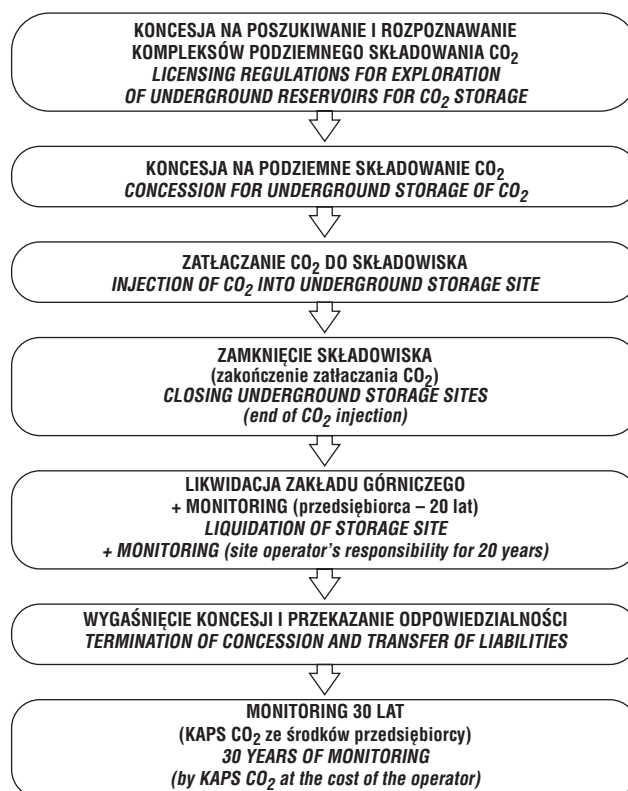 KONCESJA NA POSZUKIWANIE I ROZPOZNAWANIE
KOMPLEKSÓW PODZIEMNEGO SKŁADOWANIA CO₂
LICENSING REGULATIONS FOR EXPLORATION
OF UNDERGROUND RESERVOIRS FOR CO₂ STORAGE
KONCESJA NA PODZIEMNE SKŁADOWANIE CO₂
CONCESSION FOR UNDERGROUND STORAGE OF CO₂
ZATŁACZANIE CO₂ DO SKŁADOWISKA
INJECTION OF CO₂ INTO UNDERGROUND STORAGE SITE
ZAMKNIĘCIE SKŁADOWISKA
(zakończenie zatłaczania CO₂)
CLOSING UNDERGROUND STORAGE SITES
(end of CO₂ injection)
LIKWIDACJA ZAKŁADU GÓRNICZEGO
+ MONITORING (przedsiębiorca – 20 lat)
LIQUIDATION OF STORAGE SITE
+ MONITORING (site operator's responsibility for 20 years)
WYGAŚNIĘCIE KONCESJI I PRZEKAZANIE ODPOWIEDZIALNOŚCI
TERMINATION OF CONCESSION AND TRANSFER OF LIABILITIES
MONITORING 30 LAT
(KAPS CO₂ ze środków przedsiębiorcy)
30 YEARS OF MONITORING
(by KAPS CO₂ at the cost of the operator)